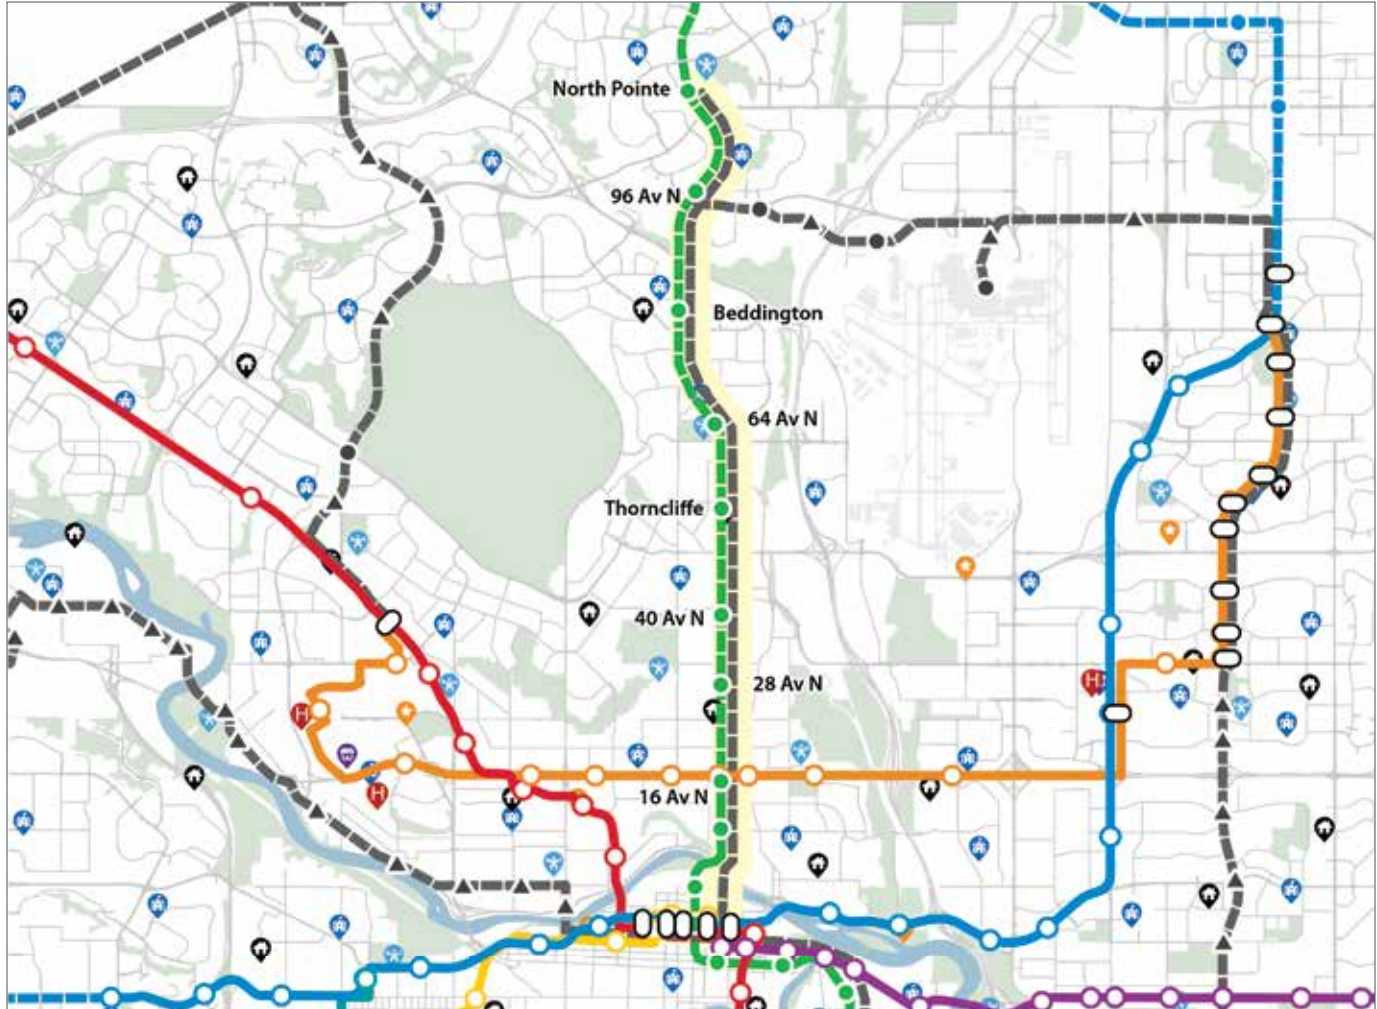 North Pointe
96 Av N
Beddington
64 Av N
Thorncliffe
40 Av N
28 Av N
H
H
16 Av N
H